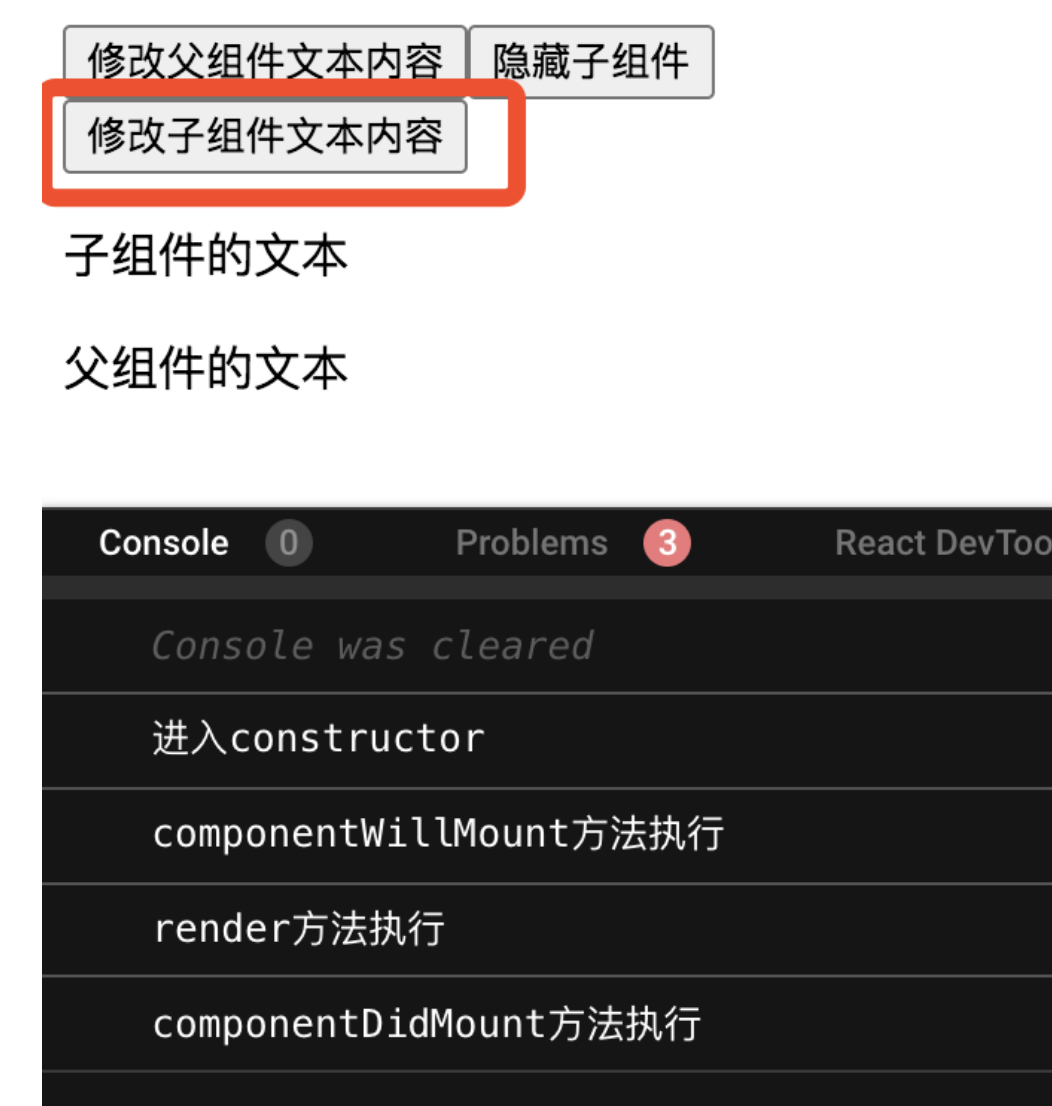 修改父组件文本内容 隐藏子组件
修改子组件文本内容
子组件的文本
父组件的文本
Console 0 Problems 3 React DevToo
Console was cleared
进入constructor
componentWillMount方法执行
render方法执行
componentDidMount方法执行